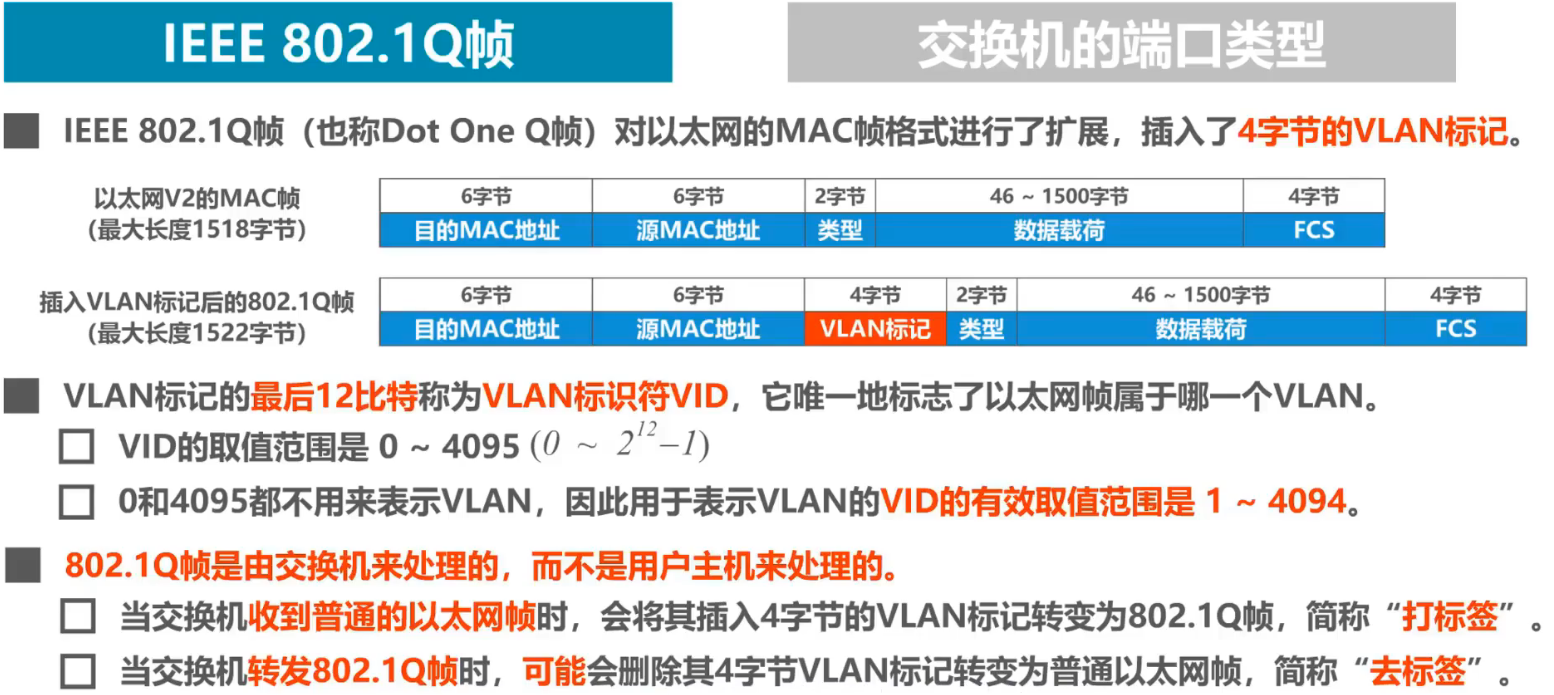 IEEE 802.1Q帧
交换机的端口类型
IEEE 802.1Q帧（也称Dot One Q帧）对以太网的MAC帧格式进行了扩展，插入了4字节的VLAN标记。
以太网V2的MAC帧
(最大长度1518字节)
6字节 6字节 2字节 46 ~ 1500字节 4字节
目的MAC地址 源MAC地址 类型 数据载荷 FCS
插入VLAN标记后的802.1Q帧
(最大长度1522字节)
6字节 6字节 4字节 2字节 46 ~ 1500字节 4字节
目的MAC地址 源MAC地址 VLAN标记 类型 数据载荷 FCS
VLAN标记的最后12比特称为VLAN标识符VID，它唯一地标志了以太网帧属于哪一个VLAN。
VID的取值范围是 0 ~ 4095 (0 ~ 2^12−1)
0和4095都不用来表示VLAN，因此用于表示VLAN的VID的有效取值范围是 1 ~ 4094。
802.1Q帧是由交换机来处理的，而不是用户主机来处理的。
当交换机收到普通的以太网帧时，会将其插入4字节的VLAN标记转变为802.1Q帧，简称“打标签”。
当交换机转发802.1Q帧时，可能会删除其4字节VLAN标记转变为普通以太网帧，简称“去标签”。